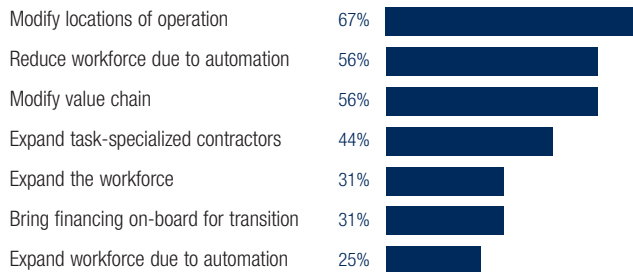 Modify locations of operation 67%
Reduce workforce due to automation 56%
Modify value chain 56%
Expand task-specialized contractors 44%
Expand the workforce 31%
Bring financing on-board for transition 31%
Expand workforce due to automation 25%